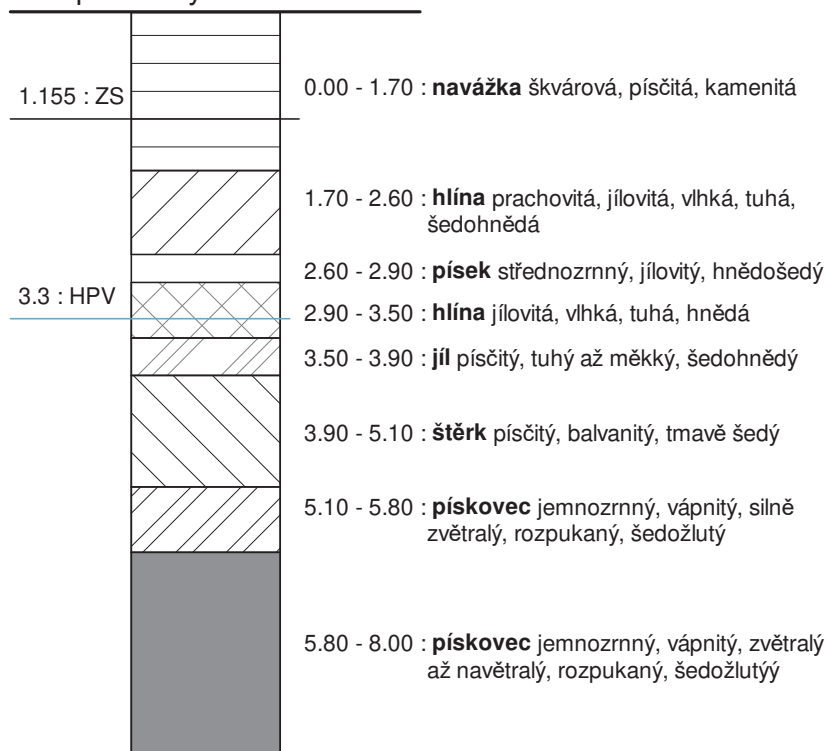 0.00 - 1.70 : navážka škvárová, písčitá, kamenitá
1.155 : ZS
1.70 - 2.60 : hlína prachovitá, jílovitá, vlhká, tuhá,
šedohnědá
2.60 - 2.90 : písek střednozrnný, jílovitý, hnědošedý
3.3 : HPV
2.90 - 3.50 : hlína jílovitá, vlhká, tuhá, hnědá
3.50 - 3.90 : jíl písčitý, tuhý až měkký, šedohnědý
3.90 - 5.10 : štěrk písčitý, balvanitý, tmavě šedý
5.10 - 5.80 : pískovec jemnozrnný, vápnitý, silně
zvětralý, rozpukaný, šedožlutý
5.80 - 8.00 : pískovec jemnozrnný, vápnitý, zvětralý
až navětralý, rozpukaný, šedožlutýý